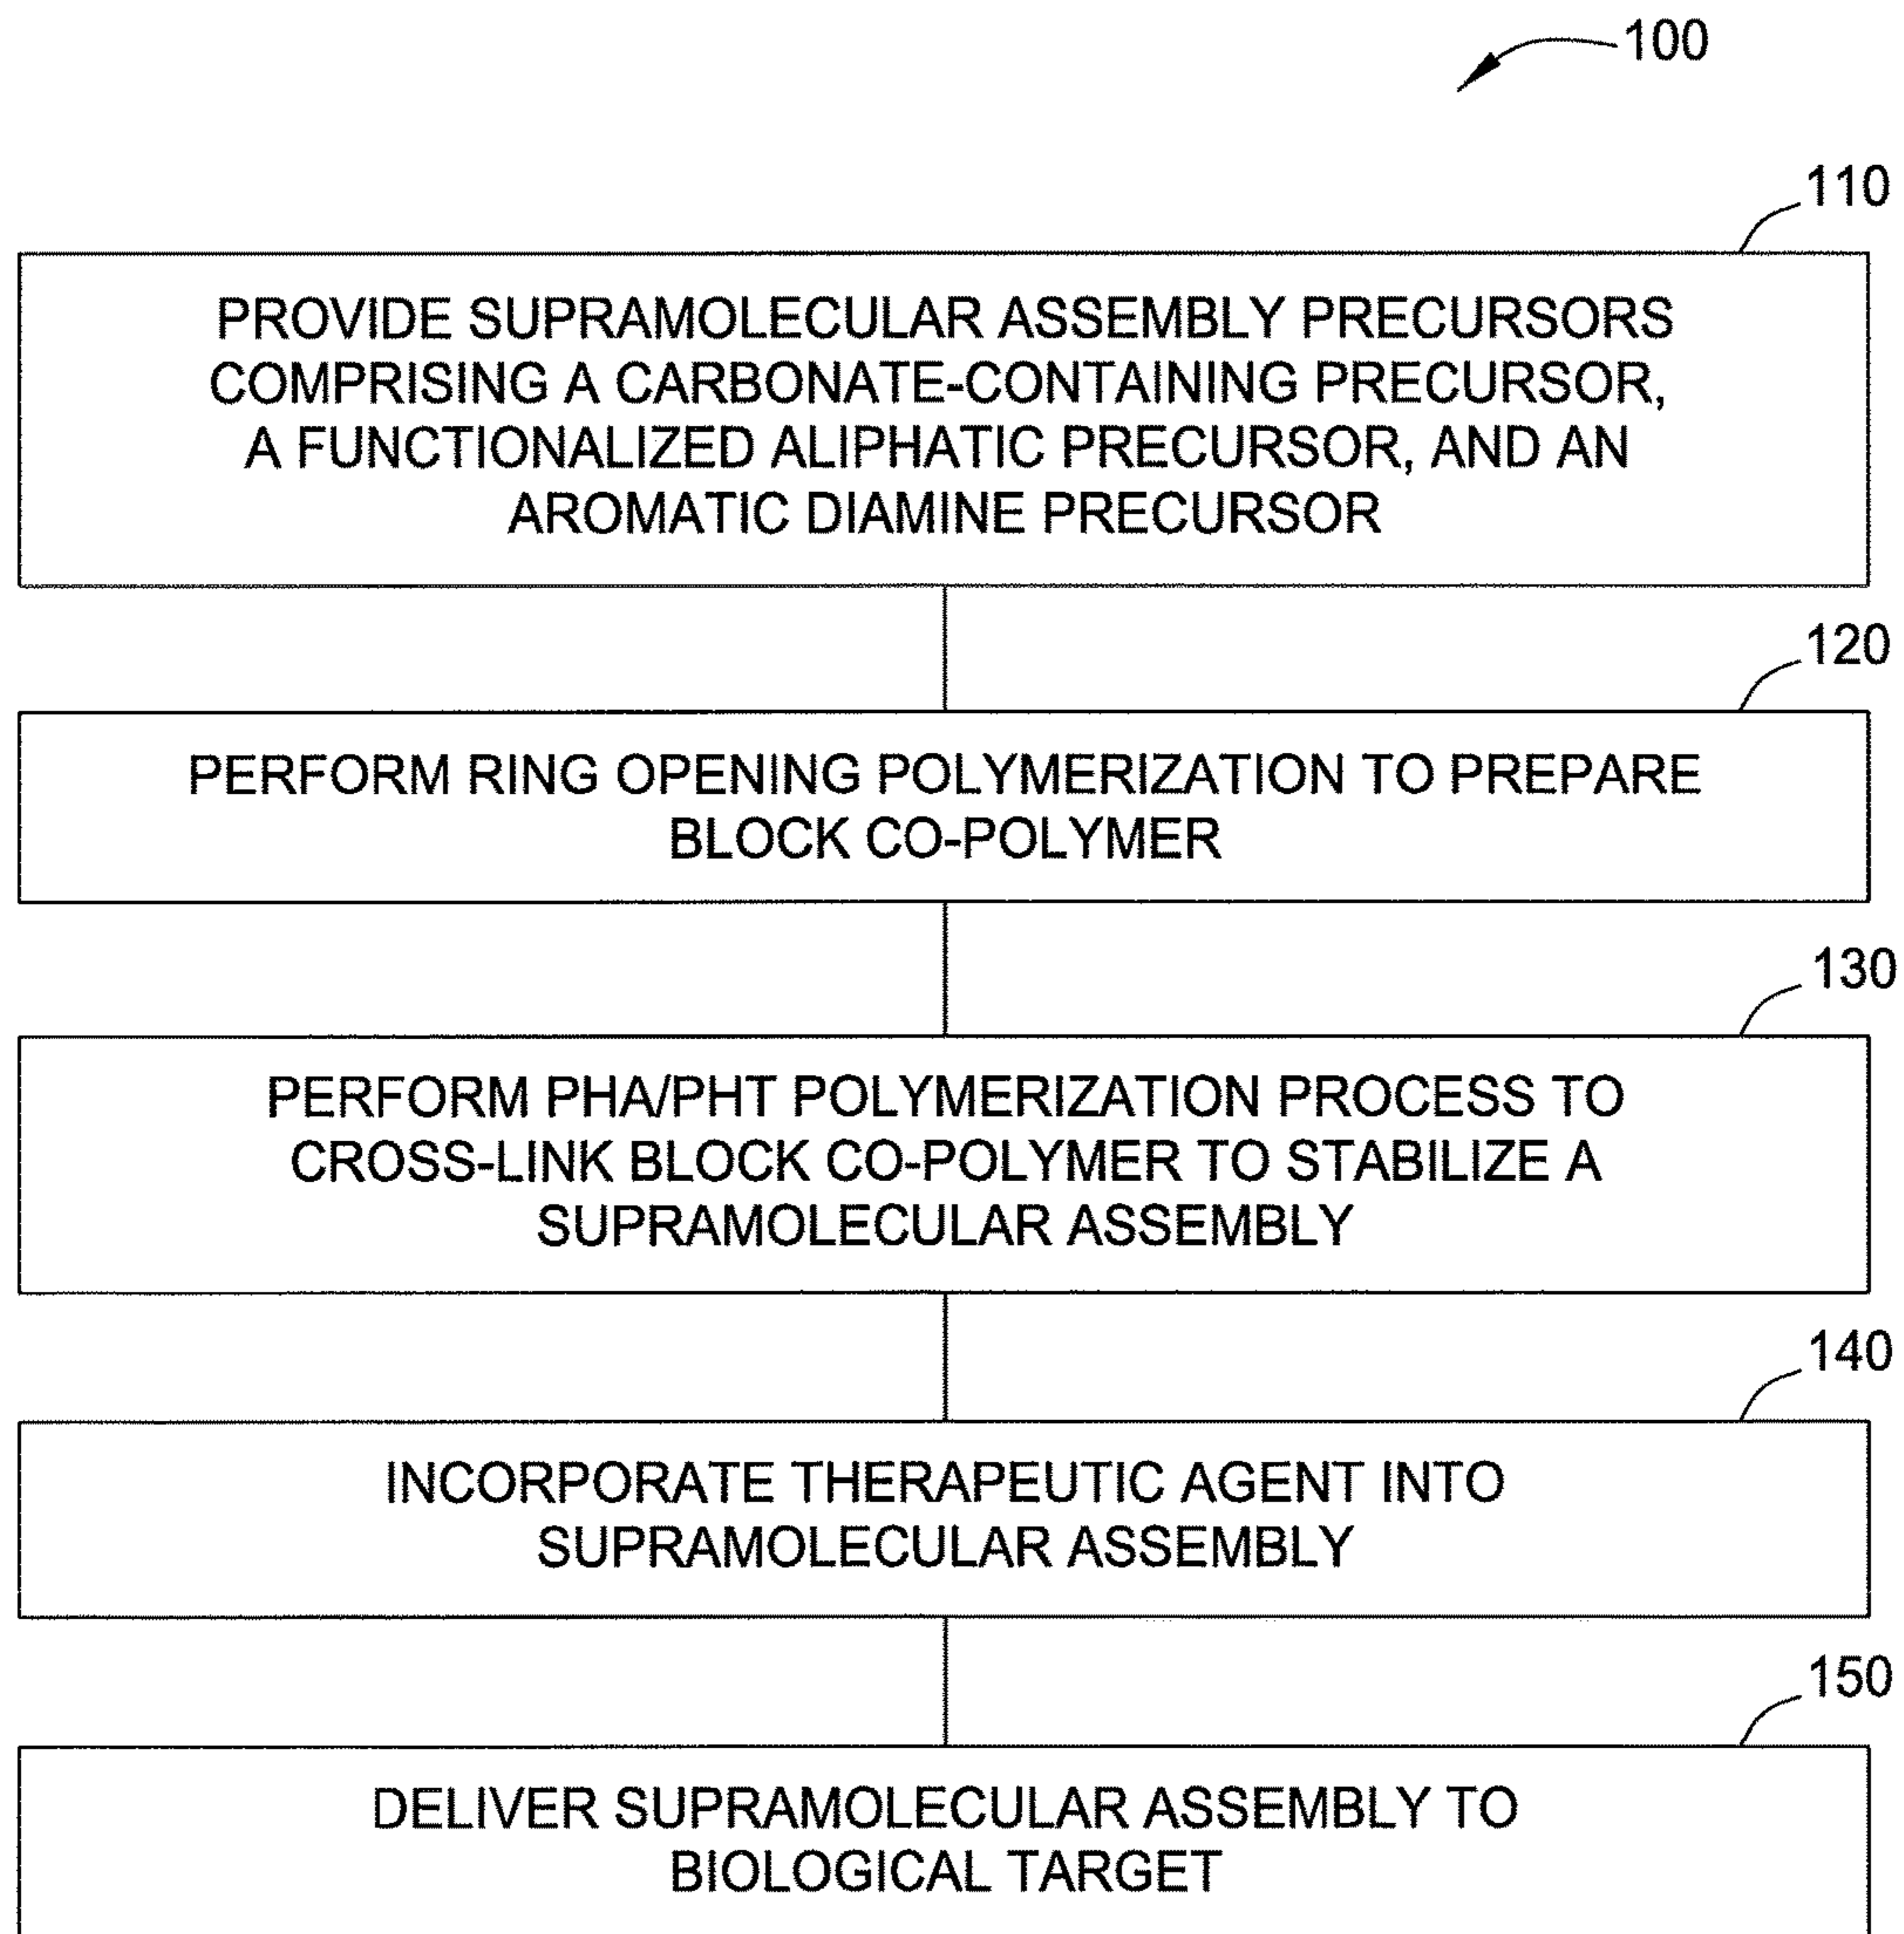 100
110
PROVIDE SUPRAMOLECULAR ASSEMBLY PRECURSORS
COMPRISING A CARBONATE-CONTAINING PRECURSOR,
A FUNCTIONALIZED ALIPHATIC PRECURSOR, AND AN
AROMATIC DIAMINE PRECURSOR
120
PERFORM RING OPENING POLYMERIZATION TO PREPARE
BLOCK CO-POLYMER
130
PERFORM PHA/PHT POLYMERIZATION PROCESS TO
CROSS-LINK BLOCK CO-POLYMER TO STABILIZE A
SUPRAMOLECULAR ASSEMBLY
140
INCORPORATE THERAPEUTIC AGENT INTO
SUPRAMOLECULAR ASSEMBLY
150
DELIVER SUPRAMOLECULAR ASSEMBLY TO
BIOLOGICAL TARGET